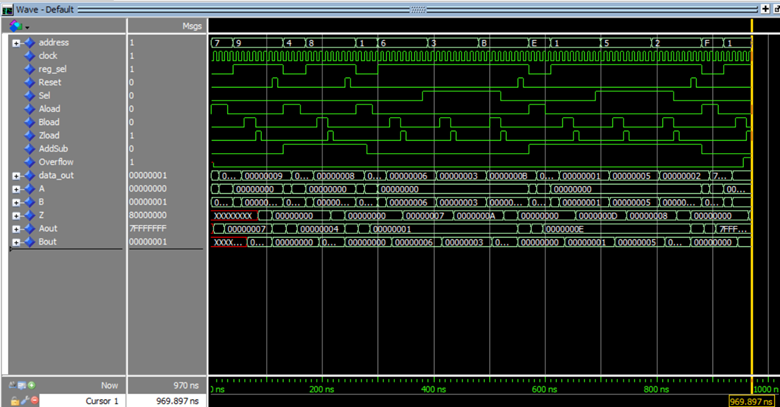 Wave - Default
Msgs
address 1 7 9 4 8 1 6 3 B E 1 5 2 F 1
clock 1
reg_sel 1
Reset 0
Sel 0
Aload 0
Bload 0
Zload 1
AddSub 0
Overflow 1
data_out 00000001 0... 00000009 0... 00000008 0... 00000006 00000003 0000000B 0... 00000001 00000005 00000002 7...
A 00000000 00000000 00000000 00000000 00000000 00...
B 00000001 0... 00000009 0... 00000008 0... 00000006 00000003 00000... 0... 00000001 00000005 00000... 0...
Z 80000000 XXXXXXXX 00000000 00000000 00000007 0000000A 00000000 0000000D 00000008 00000000
Aout 7FFFFFFF 00000007 00000004 00000001 0000000E 7FFF...
Bout 00000001 XXXX... 0... 00000000 0... 00000000 00000006 00000003 0... 00000000 00000001 00000005 0... 00000000
Now 970 ns 0 ns 200 ns 400 ns 600 ns 800 ns 1000 n
Cursor 1 969.897 ns 969.897 ns